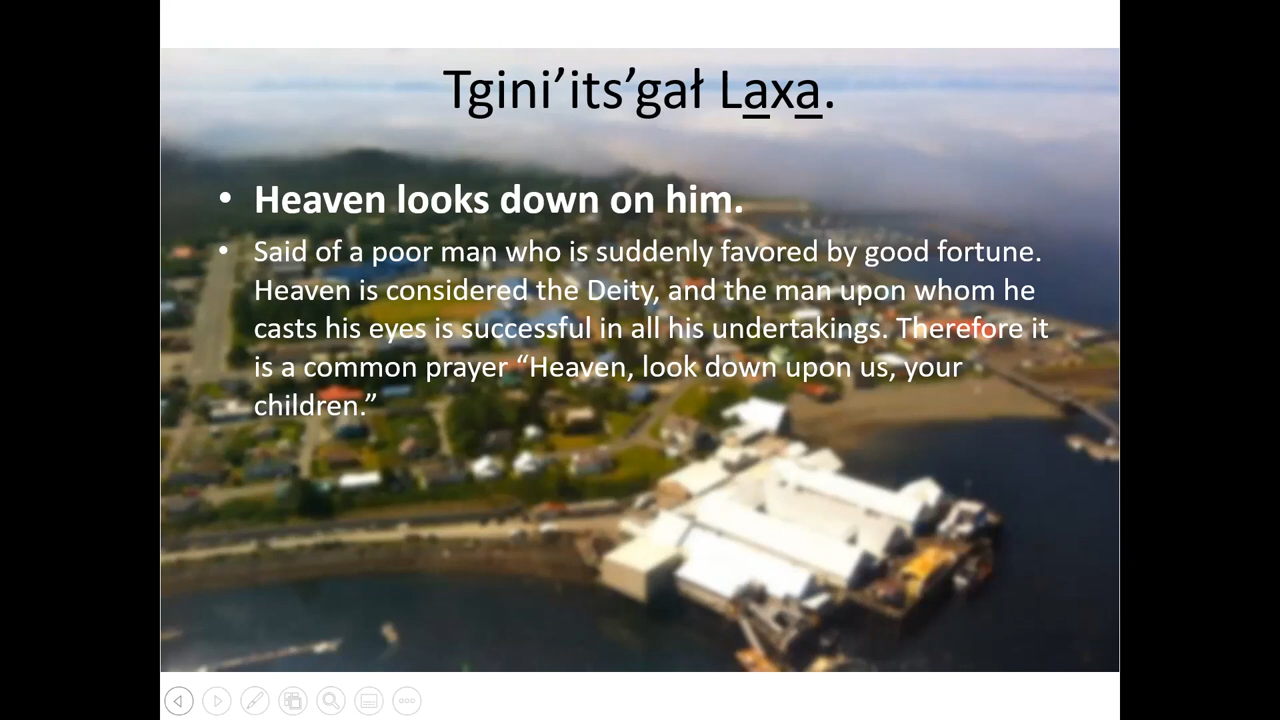 Tgini’its’gał La̲xa̲.
• Heaven looks down on him.
• Said of a poor man who is suddenly favored by good fortune.
Heaven is considered the Deity, and the man upon whom he
casts his eyes is successful in all his undertakings. Therefore it
is a common prayer “Heaven, look down upon us, your
children.”